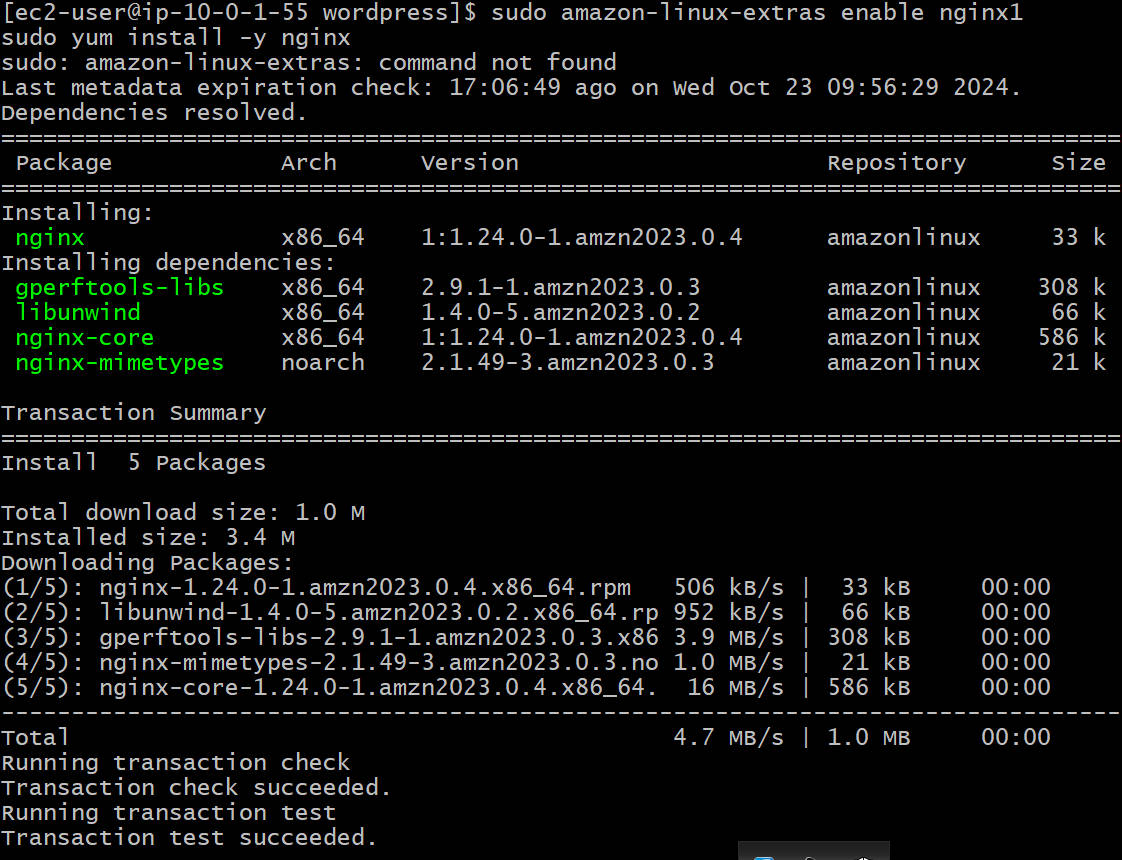 [ec2-user@ip-10-0-1-55 wordpress]$ sudo amazon-linux-extras enable nginx1
sudo yum install -y nginx
sudo: amazon-linux-extras: command not found
Last metadata expiration check: 17:06:49 ago on Wed Oct 23 09:56:29 2024.
Dependencies resolved.
================================================================================
 Package            Arch      Version                      Repository      Size
================================================================================
Installing:
 nginx              x86_64    1:1.24.0-1.amzn2023.0.4      amazonlinux     33 k
Installing dependencies:
 gperftools-libs    x86_64    2.9.1-1.amzn2023.0.3         amazonlinux    308 k
 libunwind          x86_64    1.4.0-5.amzn2023.0.2         amazonlinux     66 k
 nginx-core         x86_64    1:1.24.0-1.amzn2023.0.4      amazonlinux    586 k
 nginx-mimetypes    noarch    2.1.49-3.amzn2023.0.3        amazonlinux     21 k

Transaction Summary
================================================================================
Install  5 Packages

Total download size: 1.0 M
Installed size: 3.4 M
Downloading Packages:
(1/5): nginx-1.24.0-1.amzn2023.0.4.x86_64.rpm   506 kB/s |  33 kB     00:00
(2/5): libunwind-1.4.0-5.amzn2023.0.2.x86_64.rp 952 kB/s |  66 kB     00:00
(3/5): gperftools-libs-2.9.1-1.amzn2023.0.3.x86 3.9 MB/s | 308 kB     00:00
(4/5): nginx-mimetypes-2.1.49-3.amzn2023.0.3.no 1.0 MB/s |  21 kB     00:00
(5/5): nginx-core-1.24.0-1.amzn2023.0.4.x86_64.  16 MB/s | 586 kB     00:00
--------------------------------------------------------------------------------
Total                                           4.7 MB/s | 1.0 MB     00:00
Running transaction check
Transaction check succeeded.
Running transaction test
Transaction test succeeded.